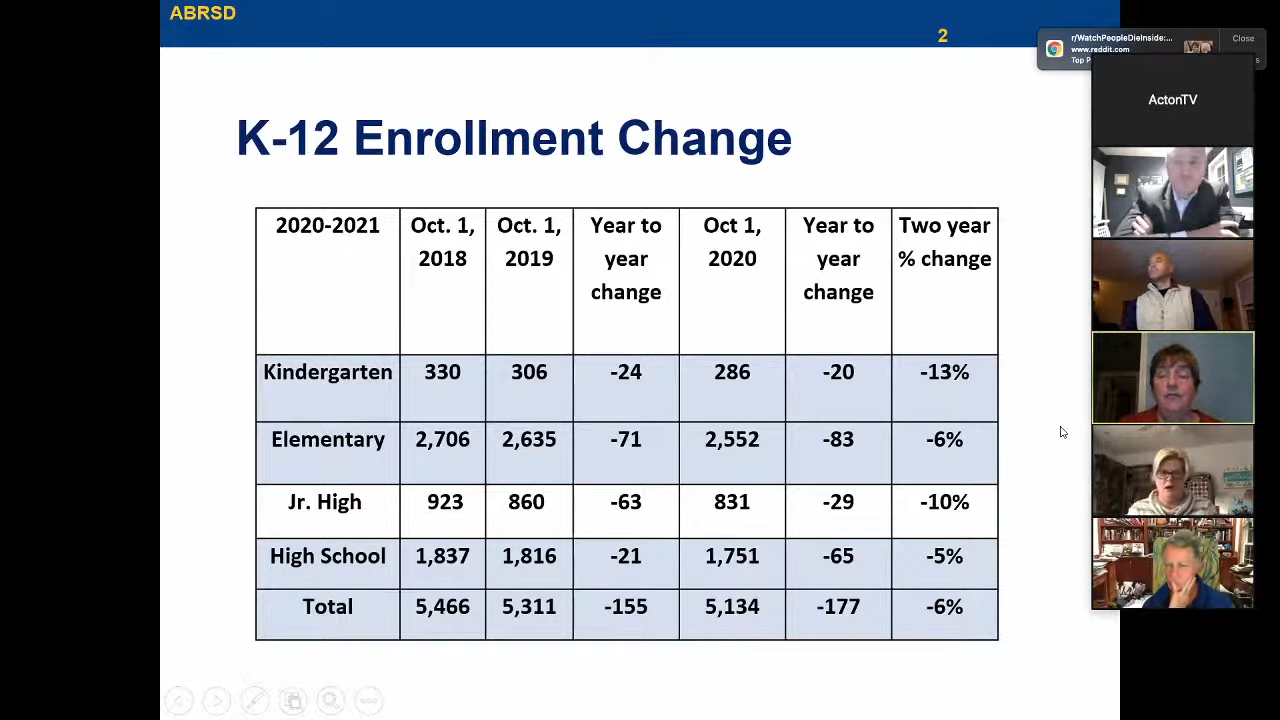 ABRSD
2
r/WatchPeopleDieInside:...
www.reddit.com
Top P
Close
s
ActonTV
K-12 Enrollment Change
2020-2021 Oct. 1, 2018 Oct. 1, 2019 Year to year change Oct 1, 2020 Year to year change Two year % change
Kindergarten 330 306 -24 286 -20 -13%
Elementary 2,706 2,635 -71 2,552 -83 -6%
Jr. High 923 860 -63 831 -29 -10%
High School 1,837 1,816 -21 1,751 -65 -5%
Total 5,466 5,311 -155 5,134 -177 -6%